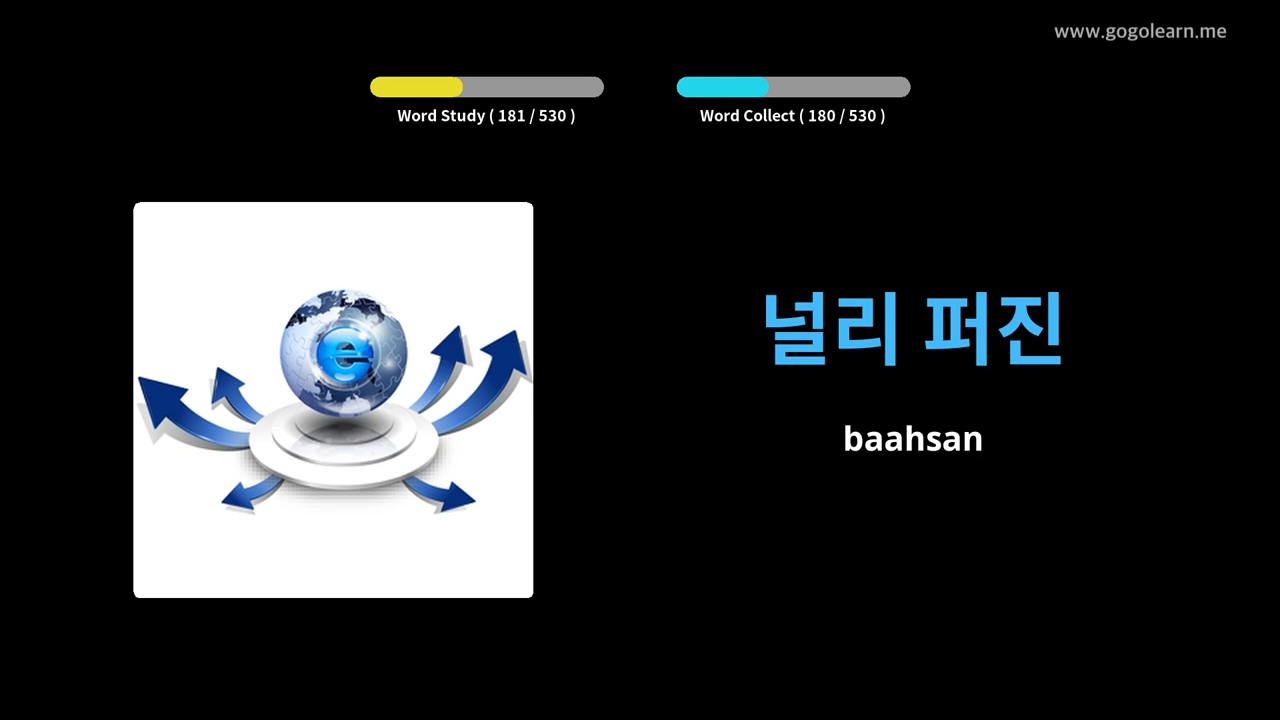 www.gogolearn.me
Word Study ( 181 / 530 )
Word Collect ( 180 / 530 )
e
널리 퍼진
baahsan